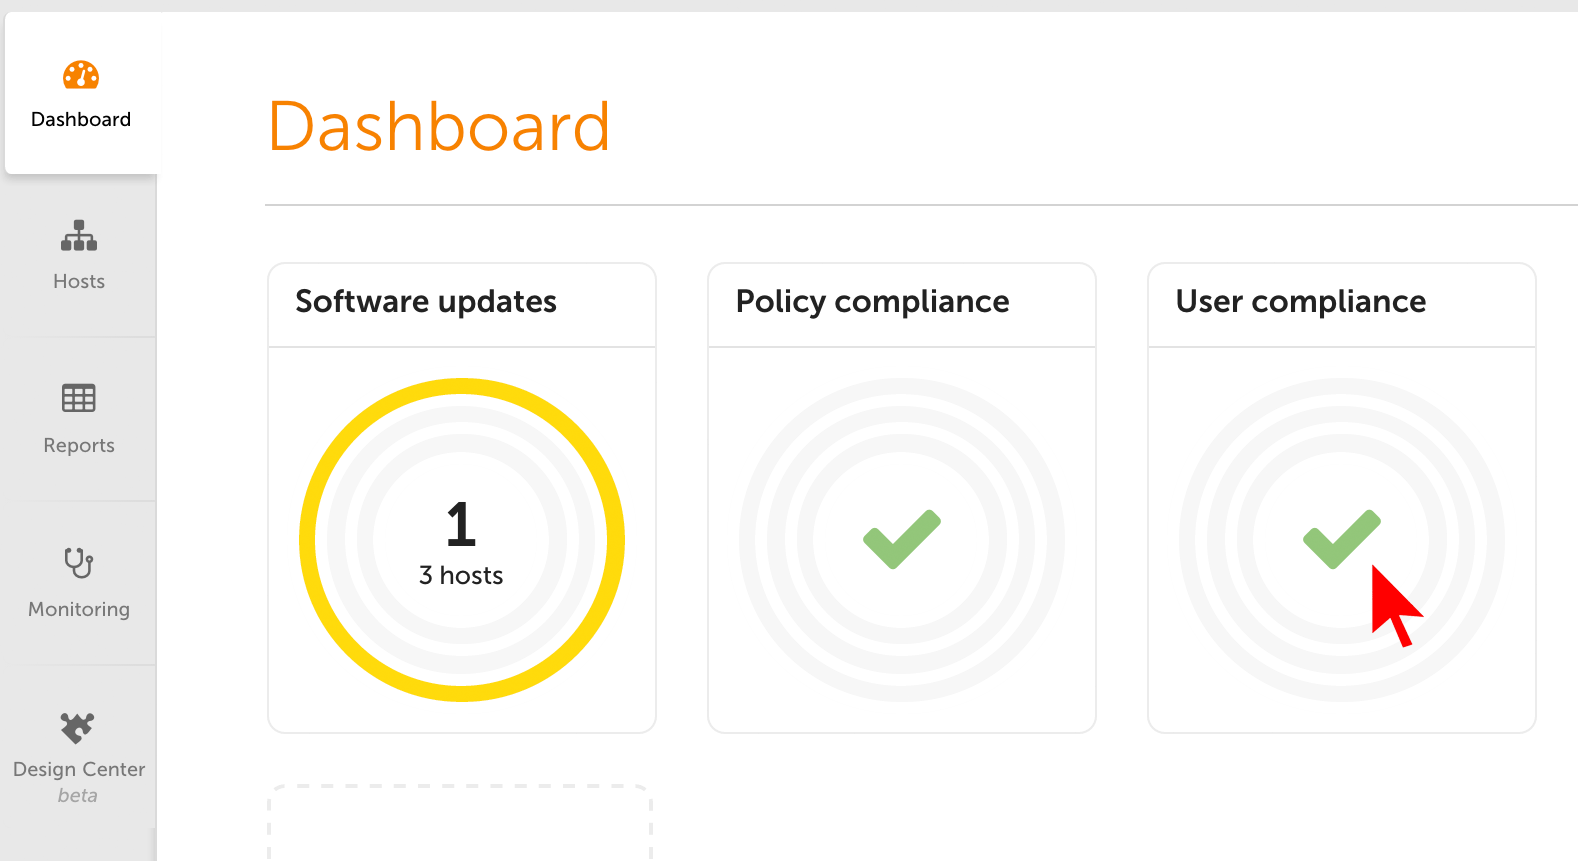 Dashboard
Hosts
Reports
Monitoring
Design Center
beta
Dashboard
Software updates
1
3 hosts
Policy compliance
User compliance